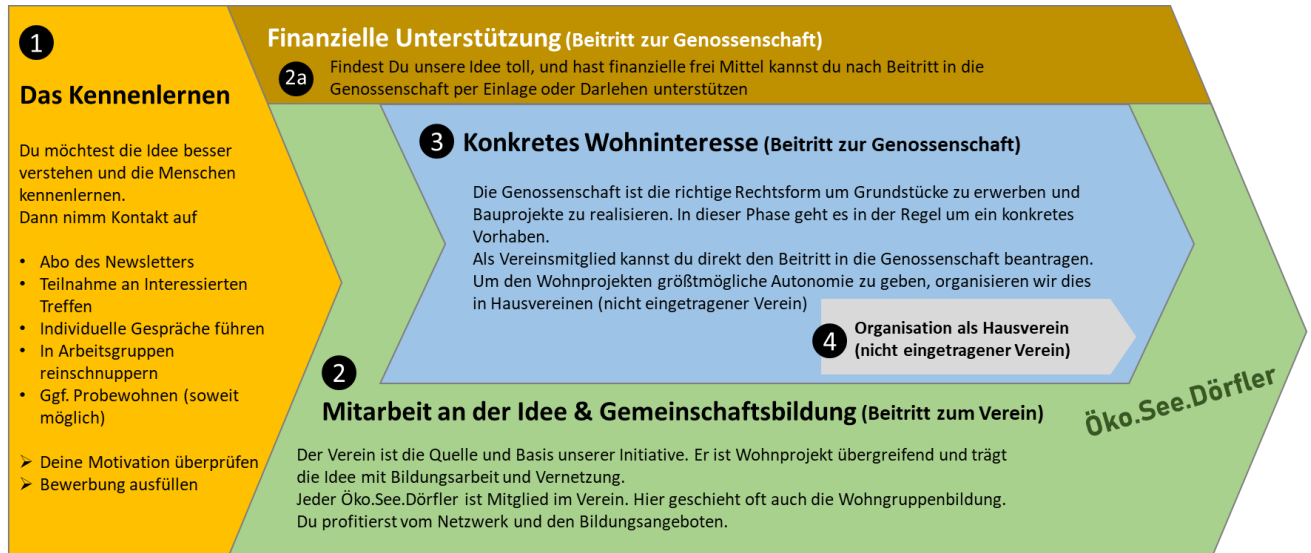 1
Das Kennenlernen
Du möchtest die Idee besser
verstehen und die Menschen
kennenlernen.
Dann nimm Kontakt auf
• Abo des Newsletters
• Teilnahme an Interessierten
Treffen
• Individuelle Gespräche führen
• In Arbeitsgruppen
reinschnuppern
• Ggf. Probewohnen (soweit
möglich)
➢ Deine Motivation überprüfen
➢ Bewerbung ausfüllen
Finanzielle Unterstützung (Beitritt zur Genossenschaft)
2a
Findest Du unsere Idee toll, und hast finanzielle frei Mittel kannst du nach Beitritt in die
Genossenschaft per Einlage oder Darlehen unterstützen
3 Konkretes Wohninteresse (Beitritt zur Genossenschaft)
Die Genossenschaft ist die richtige Rechtsform um Grundstücke zu erwerben und
Bauprojekte zu realisieren. In dieser Phase geht es in der Regel um ein konkretes
Vorhaben.
Als Vereinsmitglied kannst du direkt den Beitritt in die Genossenschaft beantragen.
Um den Wohnprojekten größtmögliche Autonomie zu geben, organisieren wir dies
in Hausvereinen (nicht eingetragener Verein)
4
Organisation als Hausverein
(nicht eingetragener Verein)
2
Mitarbeit an der Idee & Gemeinschaftsbildung (Beitritt zum Verein)
Der Verein ist die Quelle und Basis unserer Initiative. Er ist Wohnprojekt übergreifend und trägt
die Idee mit Bildungsarbeit und Vernetzung.
Jeder Öko.See.Dörfler ist Mitglied im Verein. Hier geschieht oft auch die Wohngruppenbildung.
Du profitierst vom Netzwerk und den Bildungsangeboten.
Öko.See.Dörfler